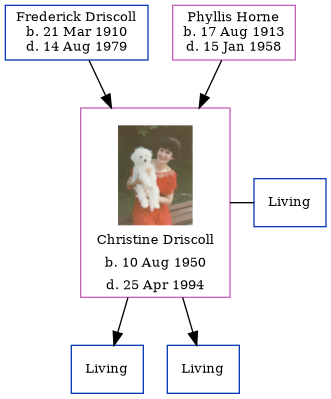 Frederick Driscoll
b. 21 Mar 1910
d. 14 Aug 1979
Phyllis Horne
b. 17 Aug 1913
d. 15 Jan 1958
Living
Christine Driscoll
b. 10 Aug 1950
d. 25 Apr 1994
Living
Living